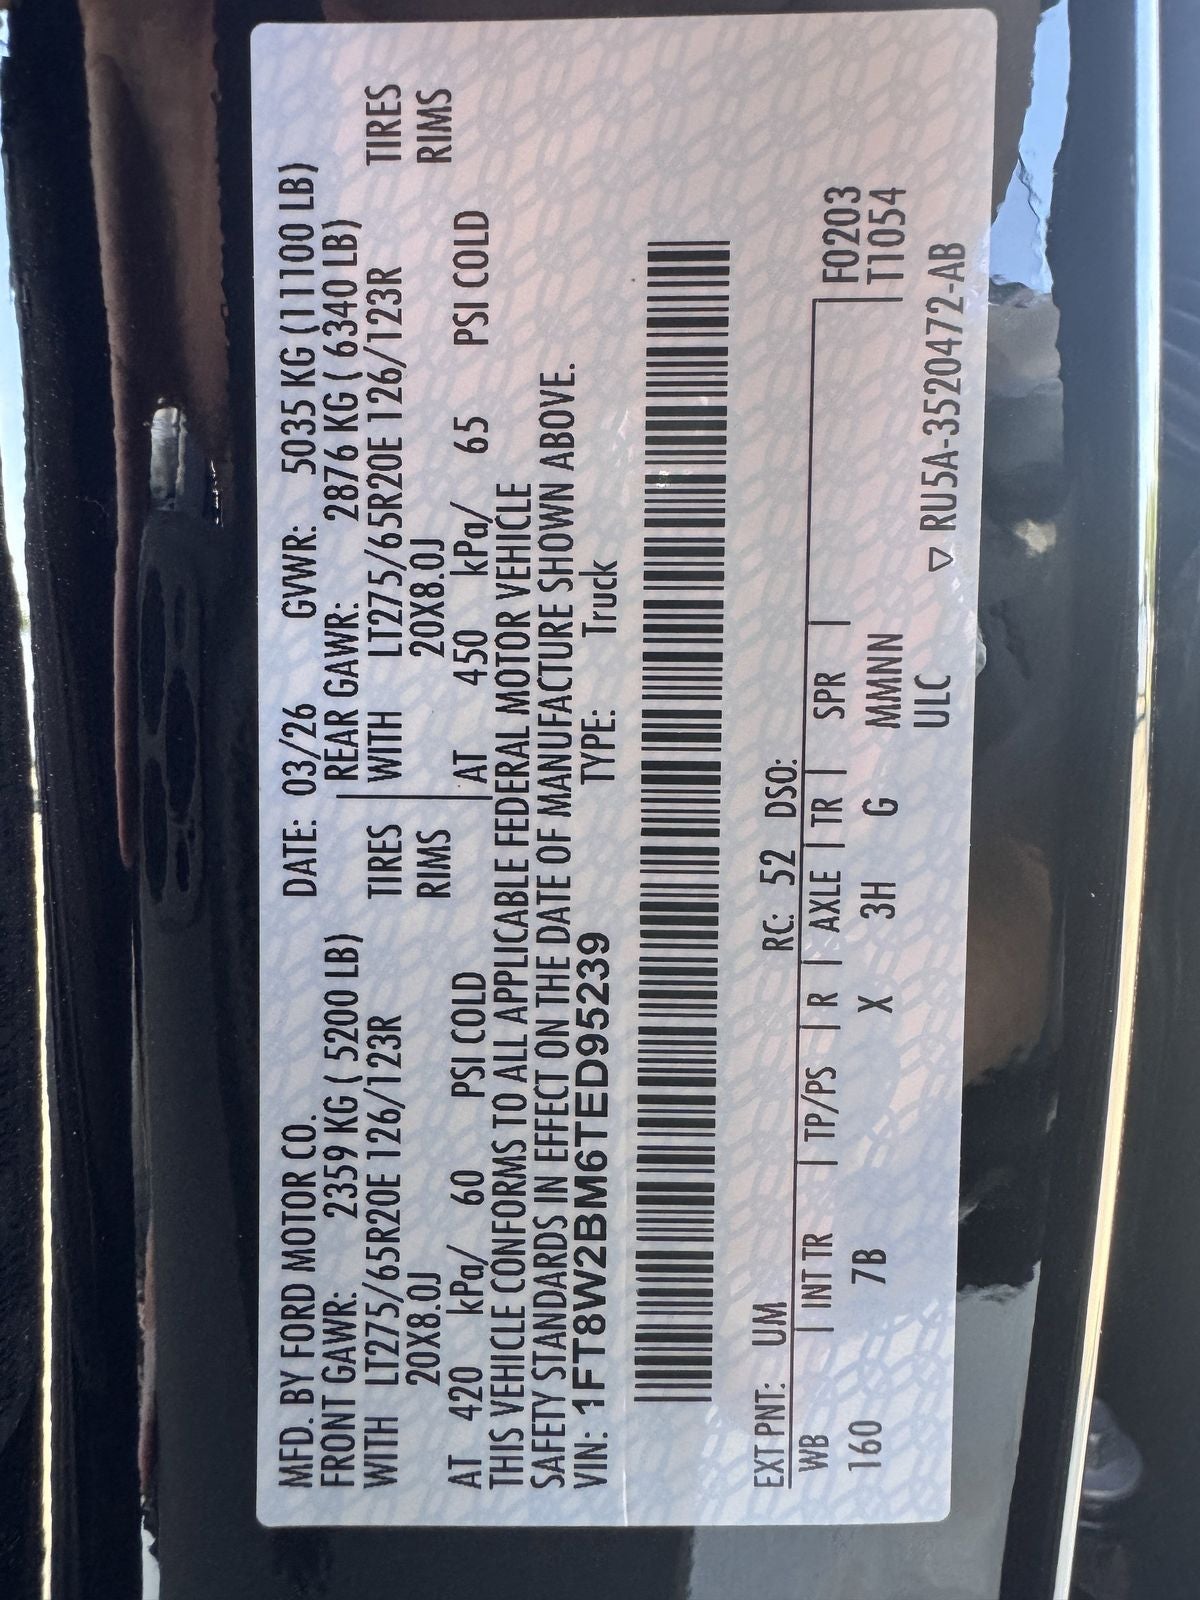 MFD. BY FORD MOTOR CO. DATE: 03/26 GVWR: 5035 KG (11100 LB)
FRONT GAWR: 2359 KG ( 5200 LB) REAR GAWR: 2876 KG ( 6340 LB)
WITH LT275/65R20E 126/123R TIRES WITH LT275/65R20E 126/123R TIRES
20X8.0J RIMS 20X8.0J RIMS
AT 420 kPa/ 60 PSI COLD AT 450 kPa/ 65 PSI COLD
THIS VEHICLE CONFORMS TO ALL APPLICABLE FEDERAL MOTOR VEHICLE
SAFETY STANDARDS IN EFFECT ON THE DATE OF MANUFACTURE SHOWN ABOVE.
VIN: 1FT8W2BM6TED95239 TYPE: Truck
EXT PNT: UM RC: 52 DSO:
WB INT TR TP/PS R AXLE TR SPR F0203
160 7B X 3H G MMNN T1054
ULC ▽ RU5A-3520472-AB